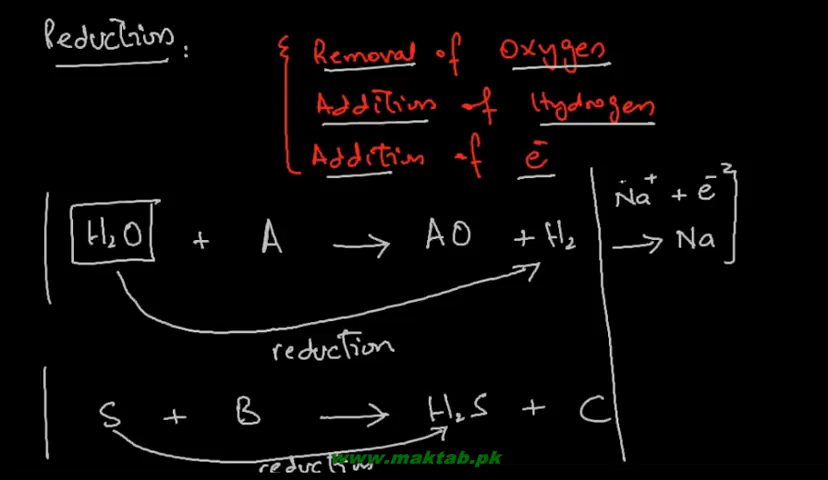 Reduction:
{ Removal of Oxygen
Addition of Hydrogen
Addition of e⁻
Na⁺ + e⁻
→ Na
H₂O + A → AO + H₂
reduction
S + B → H₂S + C
reduction
www.maktab.pk